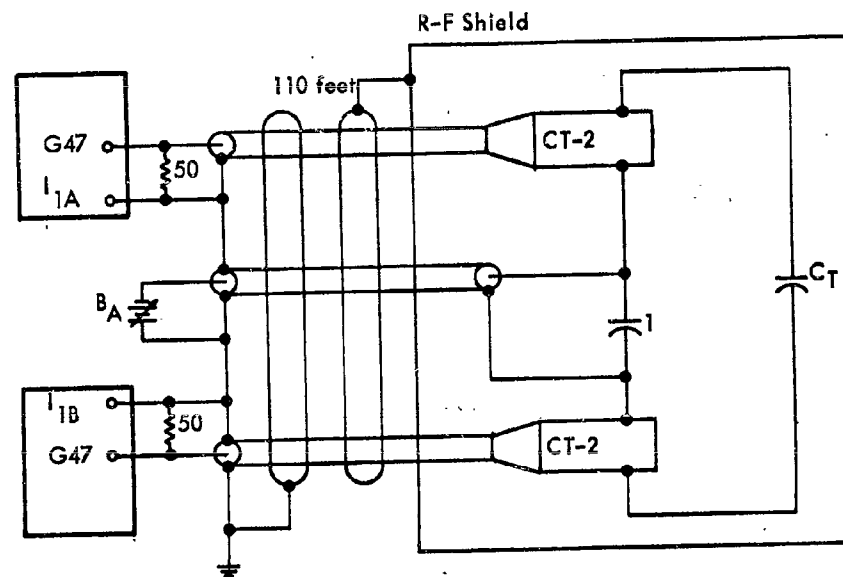 R-F Shield
110 feet
G47
50
CT-2
I1A
BA
CT
1
I1B
50
G47
CT-2